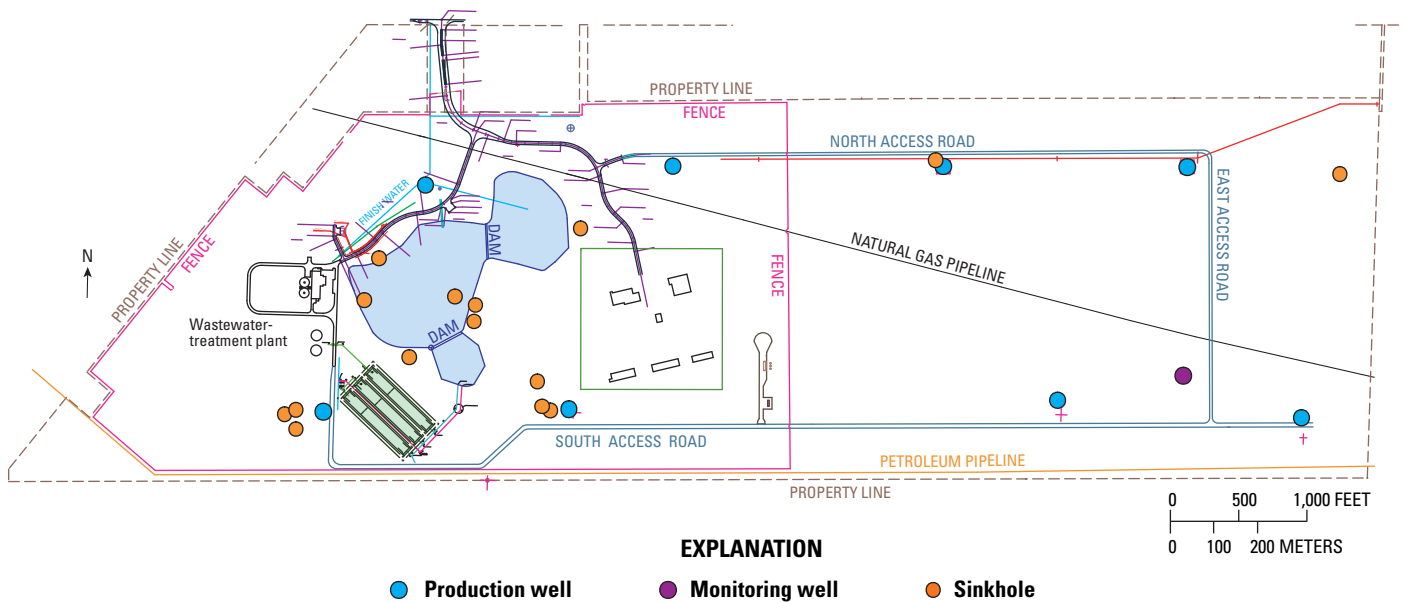 PROPERTY LINE
FENCE
NORTH ACCESS ROAD
EAST ACCESS ROAD
FINISH WATER
DAM
NATURAL GAS PIPELINE
PROPERTY LINE
FENCE
FENCE
N
Wastewater-
treatment plant
DAM
SOUTH ACCESS ROAD
PETROLEUM PIPELINE
PROPERTY LINE
0 500 1,000 FEET
0 100 200 METERS
EXPLANATION
Production well
Monitoring well
Sinkhole